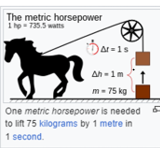 The metric horsepower
1 hp = 735.5 watts
Δt = 1 s
Δh = 1 m
m = 75 kg
One metric horsepower is needed
to lift 75 kilograms by 1 metre in
1 second.